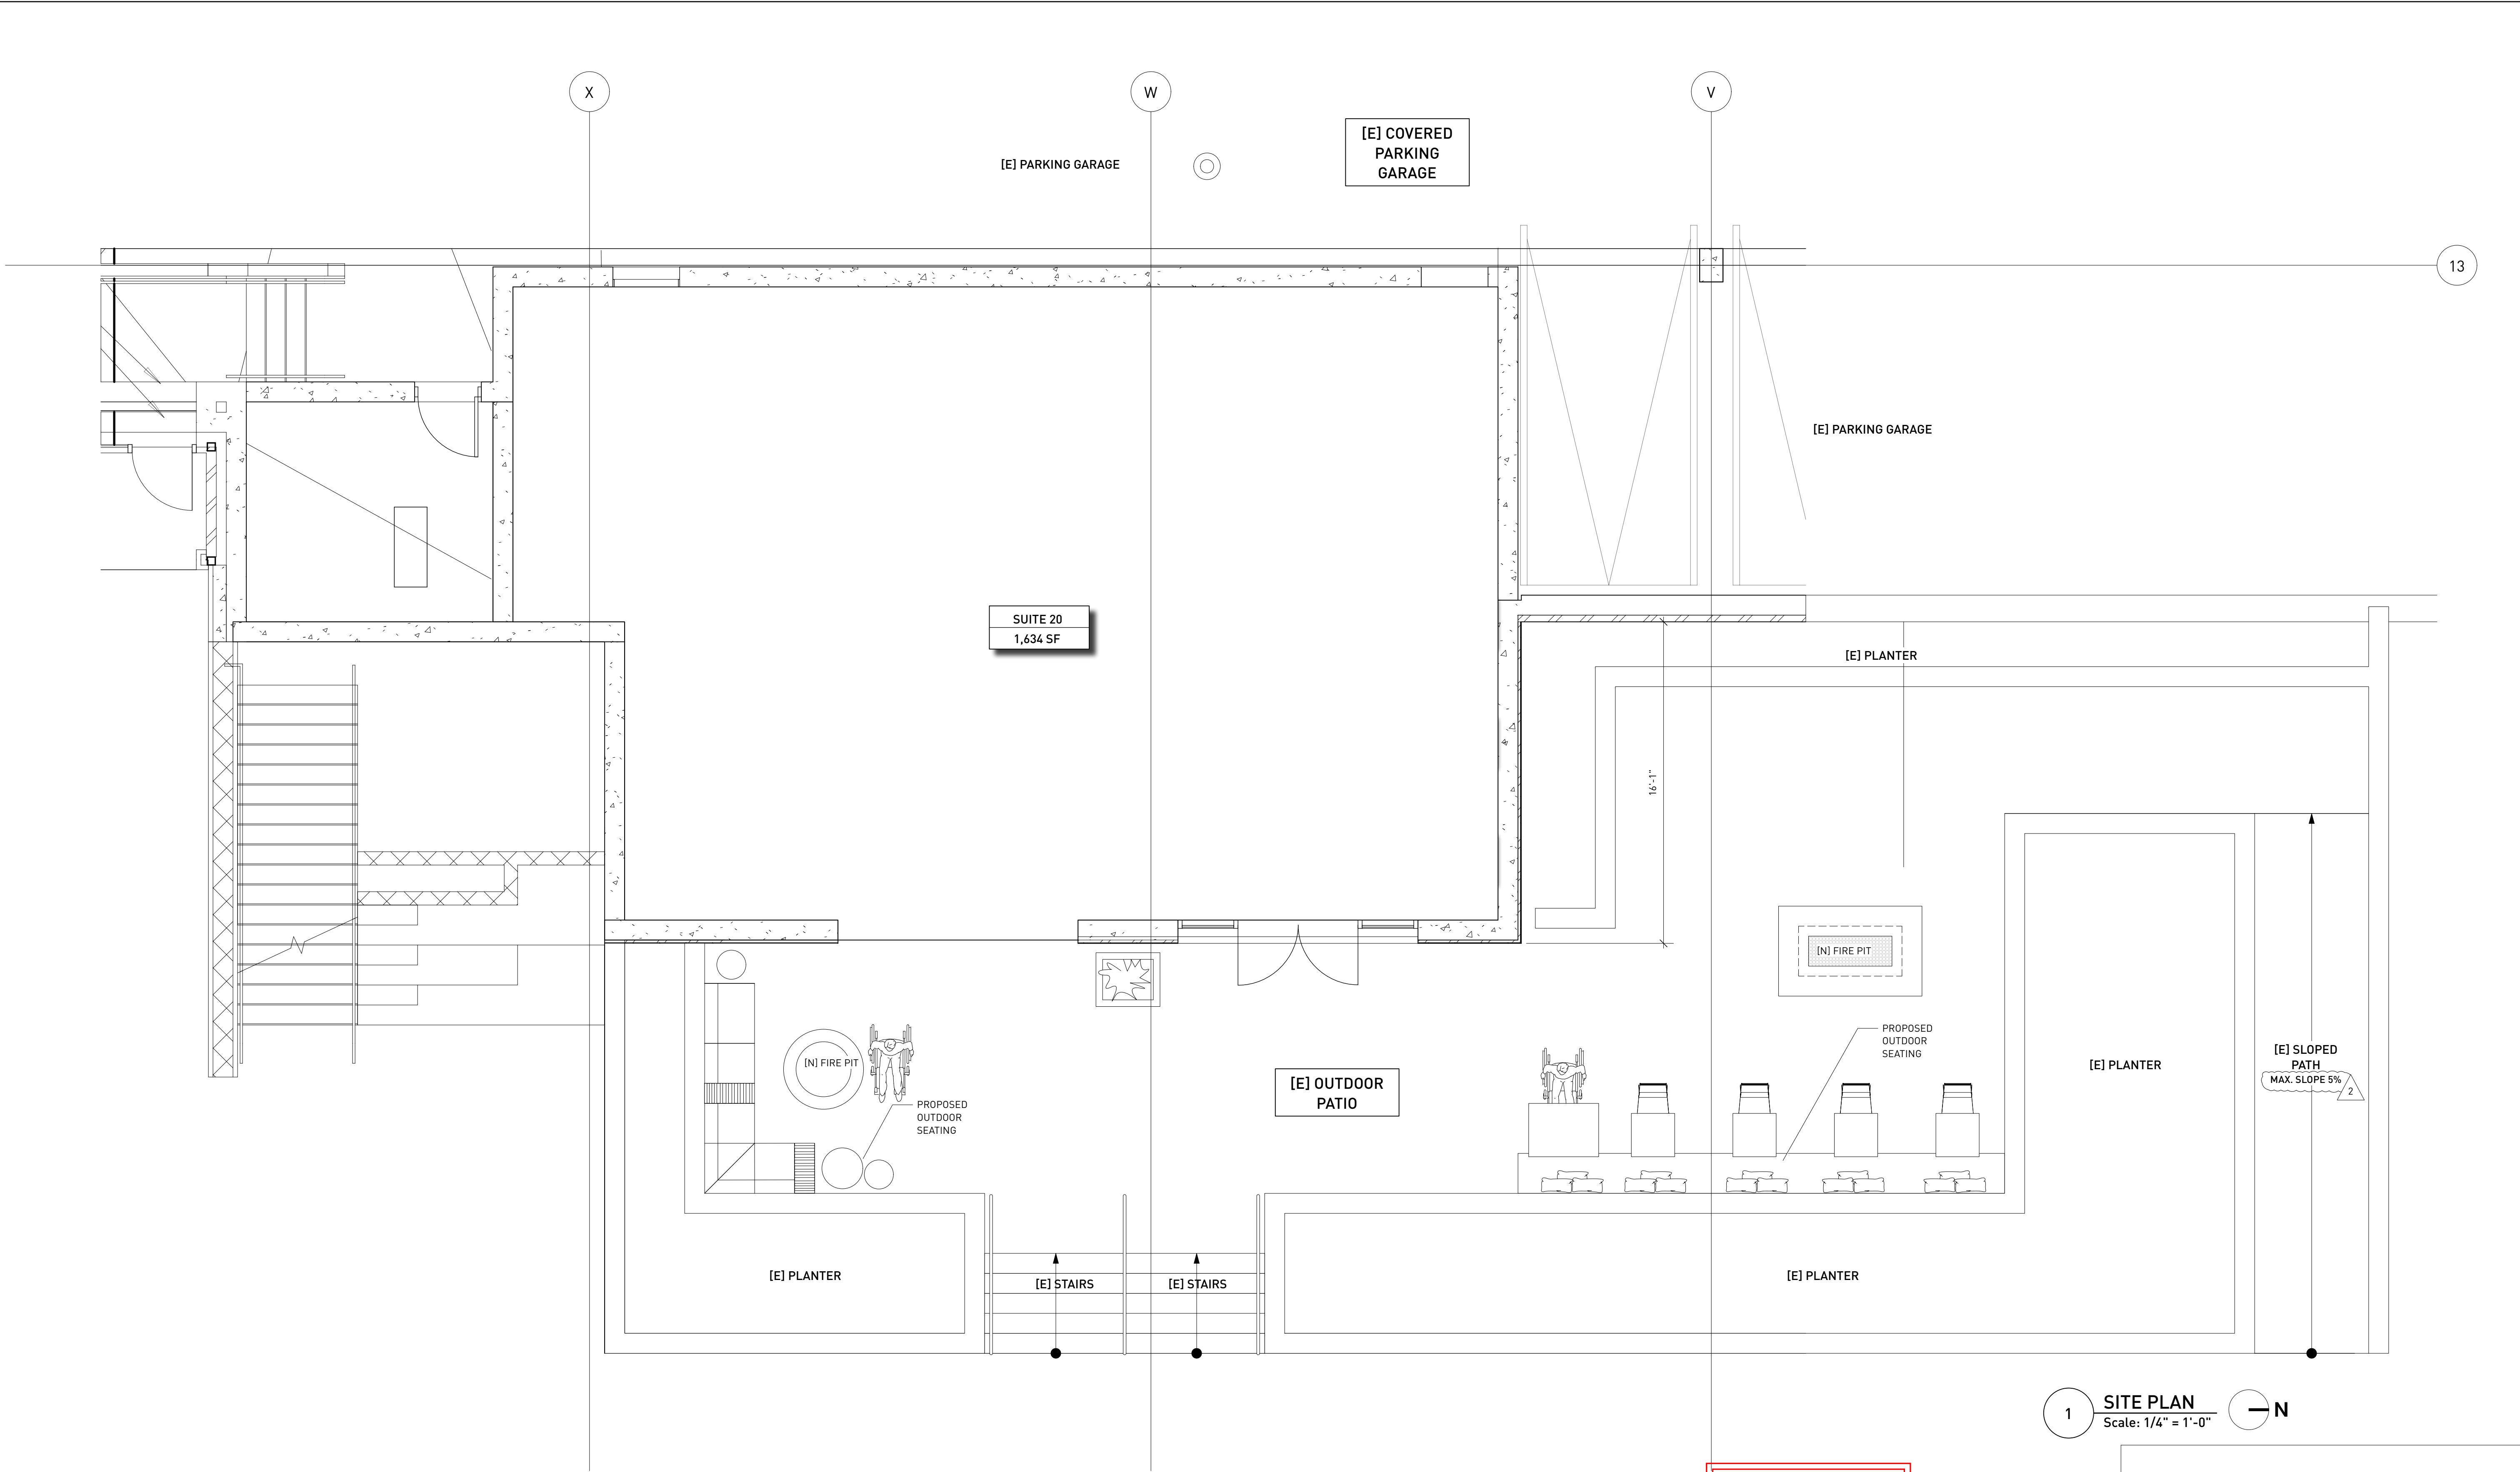 X
W
V
[E] COVERED
PARKING
GARAGE
[E] PARKING GARAGE
13
[E] PARKING GARAGE
SUITE 20
1,634 SF
[E] PLANTER
16'-1"
[N] FIRE PIT
PROPOSED
OUTDOOR
SEATING
[N] FIRE PIT
[E] SLOPED
PATH
MAX. SLOPE 5%
2
[E] PLANTER
[E] OUTDOOR
PATIO
PROPOSED
OUTDOOR
SEATING
[E] PLANTER
[E] STAIRS
[E] STAIRS
[E] PLANTER
1
SITE PLAN
Scale: 1/4" = 1'-0"
N